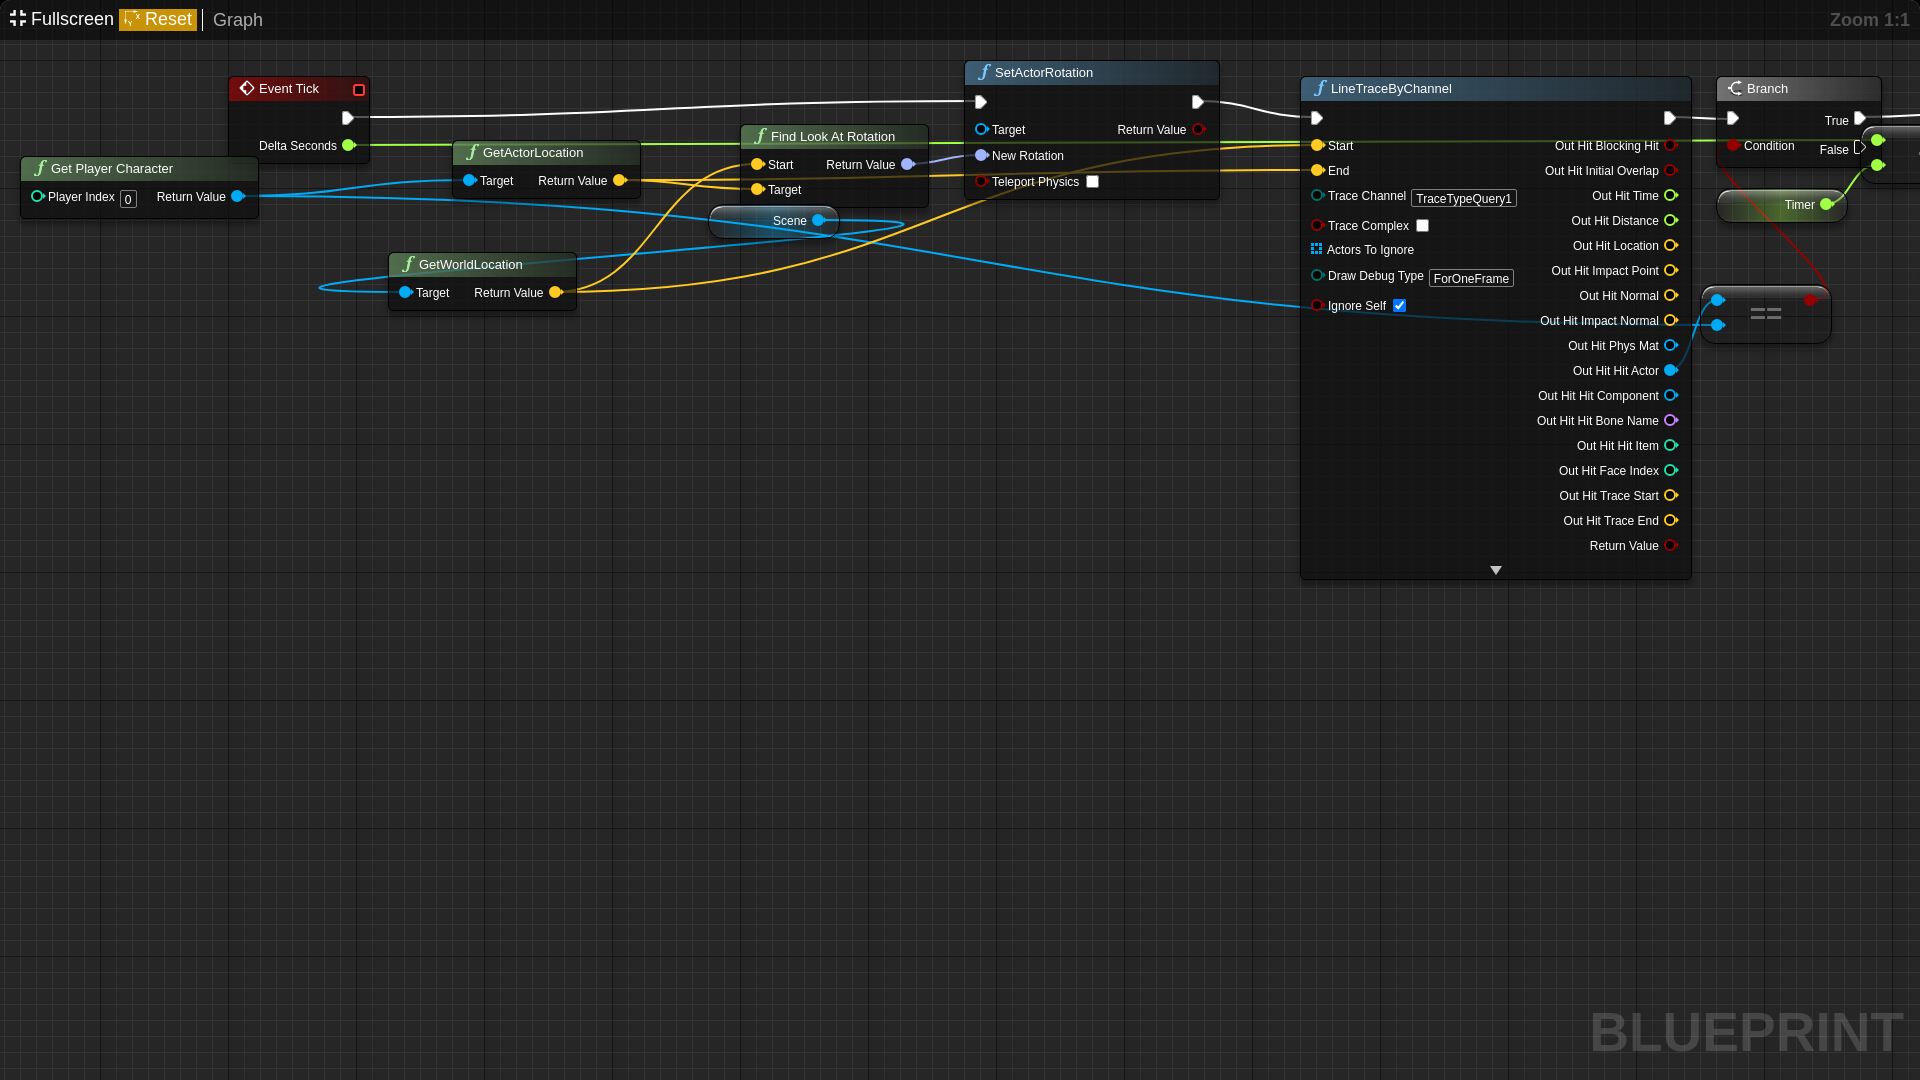 Fullscreen Reset Graph
Zoom 1:1
Event Tick
Delta Seconds
Get Player Character
Player Index 0 Return Value
GetActorLocation
Target Return Value
GetWorldLocation
Target Return Value
Find Look At Rotation
Start Return Value
Target
Scene
SetActorRotation
Target Return Value
New Rotation
Teleport Physics
LineTraceByChannel
Start Out Hit Blocking Hit
End Out Hit Initial Overlap
Trace Channel TraceTypeQuery1 Out Hit Time
Out Hit Distance
Trace Complex
Out Hit Location
Actors To Ignore
Out Hit Impact Point
Draw Debug Type ForOneFrame
Out Hit Normal
Ignore Self
Out Hit Impact Normal
Out Hit Phys Mat
Out Hit Hit Actor
Out Hit Hit Component
Out Hit Hit Bone Name
Out Hit Hit Item
Out Hit Face Index
Out Hit Trace Start
Out Hit Trace End
Return Value
Branch
True
Condition False
Timer
==
BLUEPRINT